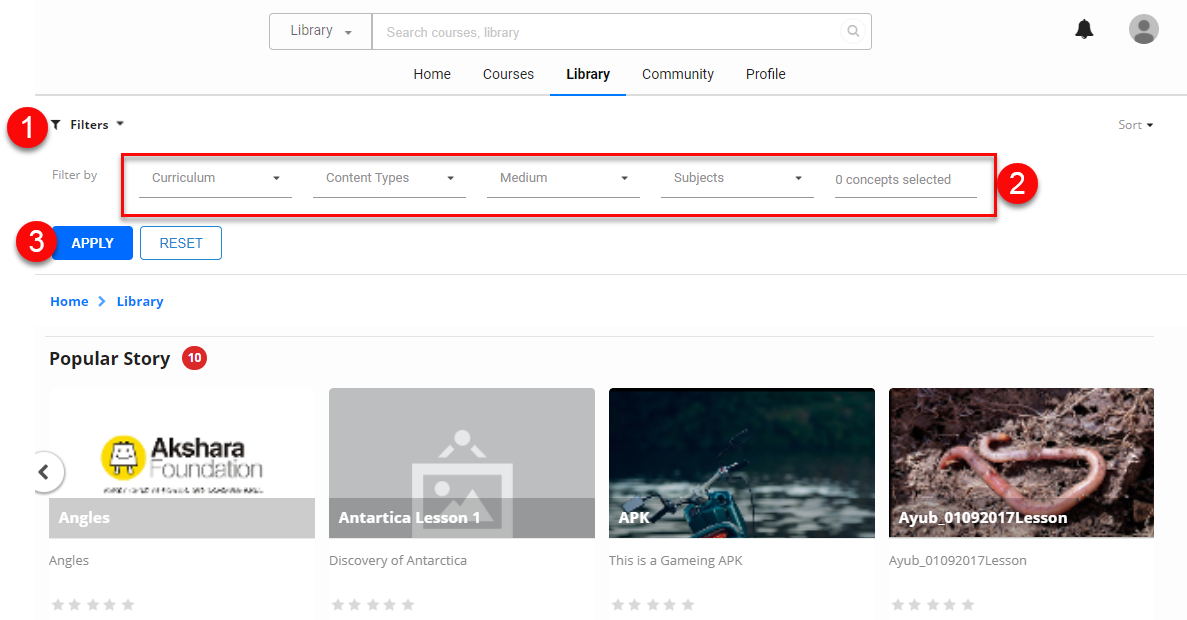 Library
Search courses, library
Home Courses Library Community Profile
1
Filters
Sort
Filter by
Curriculum Content Types Medium Subjects 0 concepts selected
2
3
APPLY RESET
Home Library
Popular Story 10
Akshara
Foundation
Angles Antartica Lesson 1 APK Ayub_01092017Lesson
Angles Discovery of Antarctica This is a Gameing APK Ayub_01092017Lesson